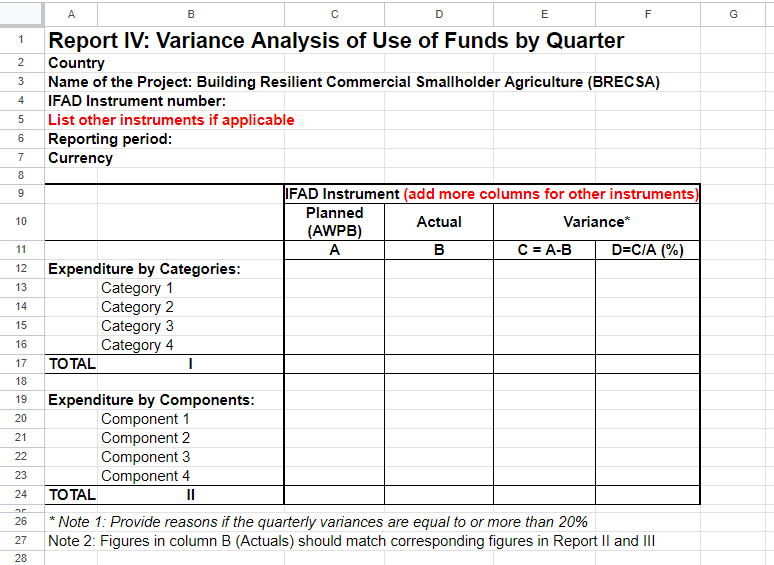 A B C D E F G
1 Report IV: Variance Analysis of Use of Funds by Quarter
2 Country
3 Name of the Project: Building Resilient Commercial Smallholder Agriculture (BRECSA)
4 IFAD Instrument number:
5 List other instruments if applicable
6 Reporting period:
7 Currency
8
9 IFAD Instrument (add more columns for other instruments)
10 Planned (AWPB) Actual Variance*
11 A B C = A-B D=C/A (%)
12 Expenditure by Categories:
13 Category 1
14 Category 2
15 Category 3
16 Category 4
17 TOTAL I
18
19 Expenditure by Components:
20 Component 1
21 Component 2
22 Component 3
23 Component 4
24 TOTAL II
25
26 * Note 1: Provide reasons if the quarterly variances are equal to or more than 20%
27 Note 2: Figures in column B (Actuals) should match corresponding figures in Report II and III
28